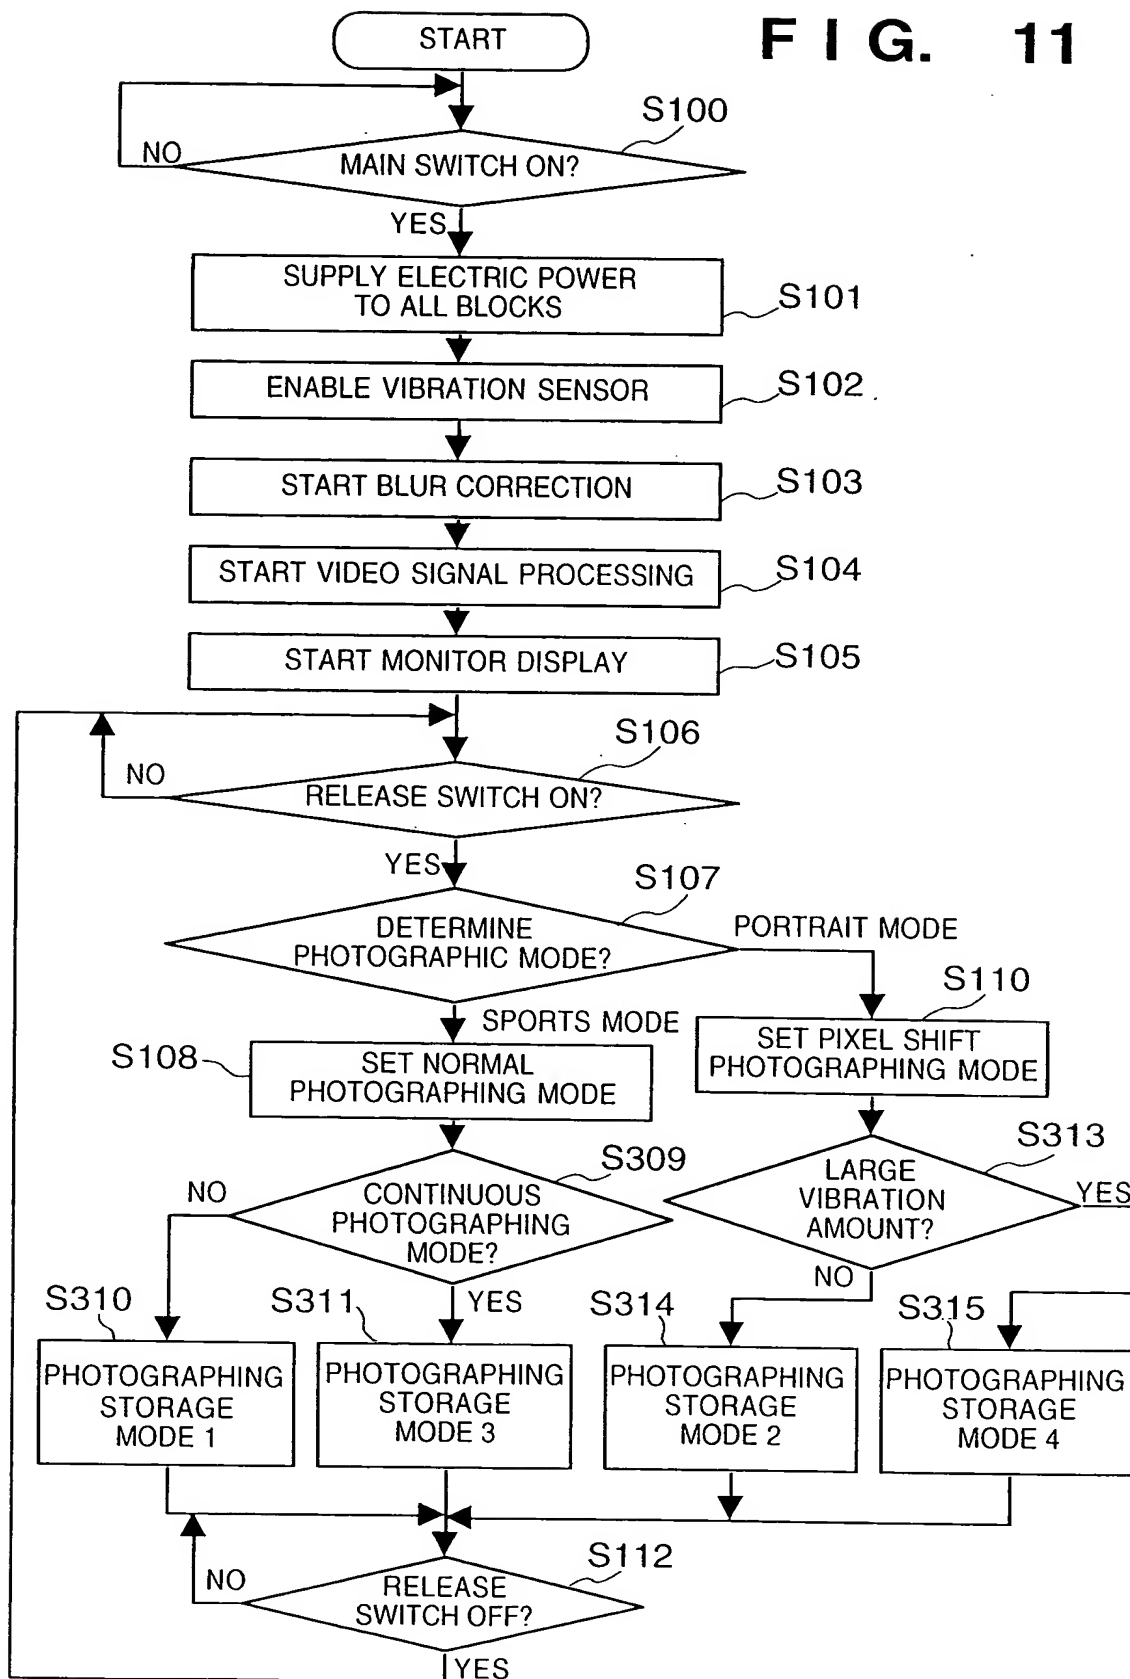 START
FIG. 11
S100
NO
MAIN SWITCH ON?
YES
SUPPLY ELECTRIC POWER
TO ALL BLOCKS
S101
ENABLE VIBRATION SENSOR
S102
START BLUR CORRECTION
S103
START VIDEO SIGNAL PROCESSING
S104
START MONITOR DISPLAY
S105
S106
NO
RELEASE SWITCH ON?
YES
S107
DETERMINE
PHOTOGRAPHIC MODE?
PORTRAIT MODE
SPORTS MODE
S110
S108
SET NORMAL
PHOTOGRAPHING MODE
SET PIXEL SHIFT
PHOTOGRAPHING MODE
S309
NO
CONTINUOUS
PHOTOGRAPHING
MODE?
YES
S313
LARGE
VIBRATION
AMOUNT?
YES
NO
S310
PHOTOGRAPHING
STORAGE
MODE 1
S311
PHOTOGRAPHING
STORAGE
MODE 3
S314
PHOTOGRAPHING
STORAGE
MODE 2
S315
PHOTOGRAPHING
STORAGE
MODE 4
S112
NO
RELEASE
SWITCH OFF?
YES